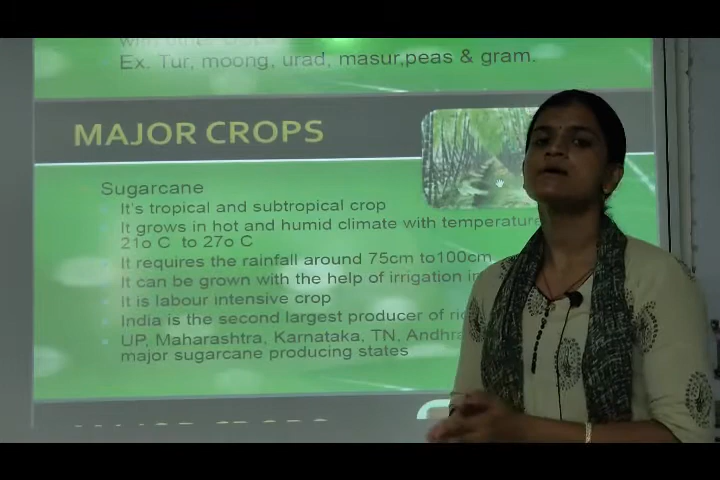 Ex. Tur, moong, urad, masur,peas & gram.
MAJOR CROPS
Sugarcane
It's tropical and subtropical crop
It grows in hot and humid climate with temperature
21o C to 27o C
It requires the rainfall around 75cm to100cm
It can be grown with the help of irrigation in
It is labour intensive crop
India is the second largest producer of
UP, Maharashtra, Karnataka, TN, Andhra
major sugarcane producing states